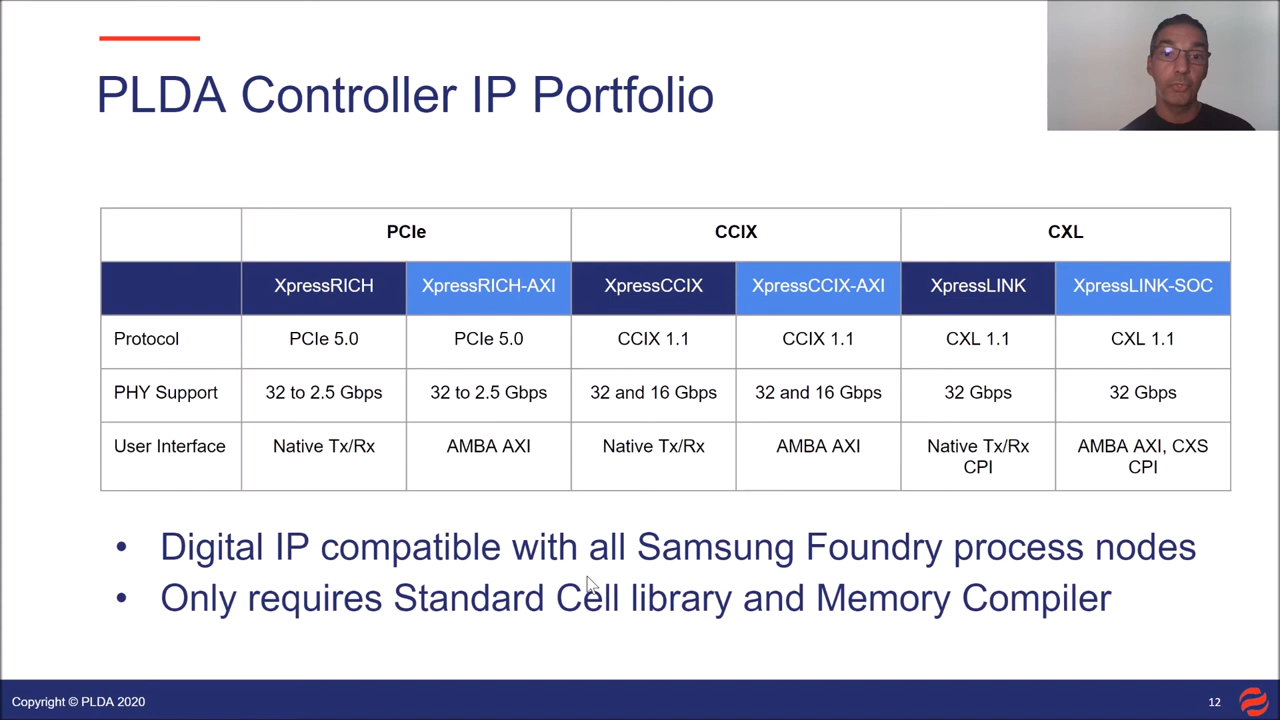 PLDA Controller IP Portfolio
PCIe CCIX CXL
XpressRICH XpressRICH-AXI XpressCCIX XpressCCIX-AXI XpressLINK XpressLINK-SOC
Protocol PCIe 5.0 PCIe 5.0 CCIX 1.1 CCIX 1.1 CXL 1.1 CXL 1.1
PHY Support 32 to 2.5 Gbps 32 to 2.5 Gbps 32 and 16 Gbps 32 and 16 Gbps 32 Gbps 32 Gbps
User Interface Native Tx/Rx AMBA AXI Native Tx/Rx AMBA AXI Native Tx/Rx AMBA AXI, CXS
CPI CPI
• Digital IP compatible with all Samsung Foundry process nodes
• Only requires Standard Cell library and Memory Compiler
Copyright © PLDA 2020 12